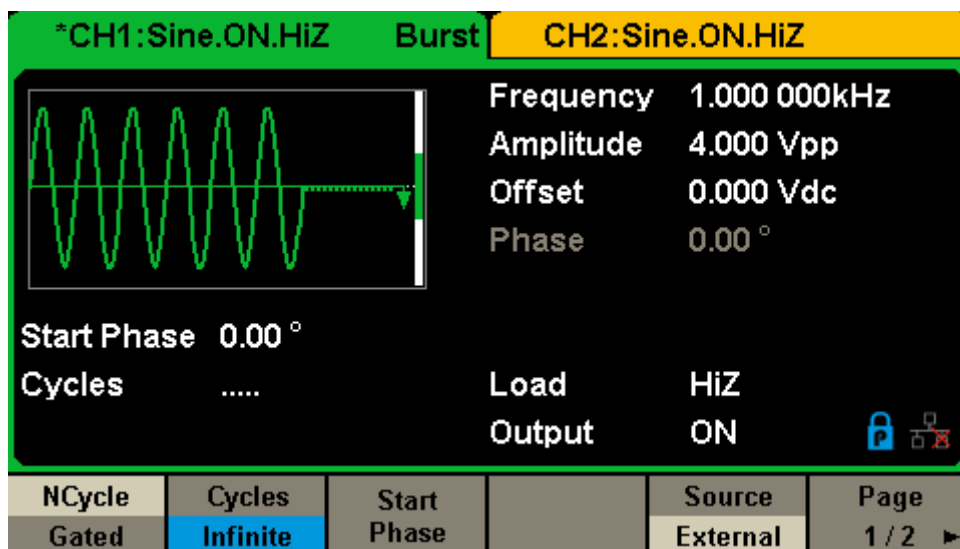 *CH1:Sine.ON.HiZ Burst CH2:Sine.ON.HiZ
Frequency 1.000 000kHz
Amplitude 4.000 Vpp
Offset 0.000 Vdc
Phase 0.00 °
Start Phase 0.00 °
Cycles .....
Load HiZ
Output ON
P
NCycle Cycles Start Source Page
Gated Infinite Phase External 1 / 2 ►